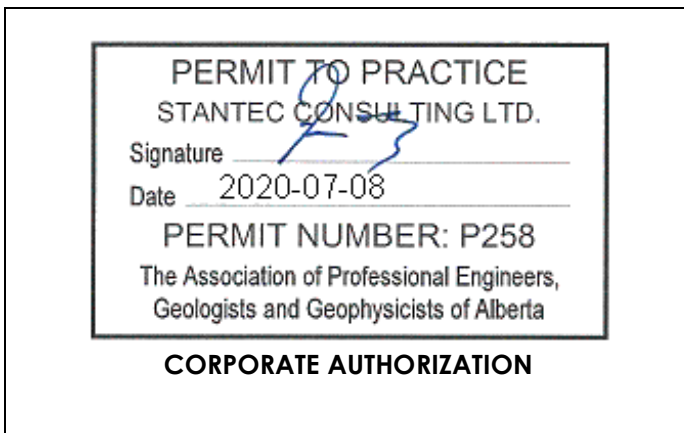 PERMIT TO PRACTICE
STANTEC CONSULTING LTD.
Signature
Date 2020-07-08
PERMIT NUMBER: P258
The Association of Professional Engineers,
Geologists and Geophysicists of Alberta
CORPORATE AUTHORIZATION